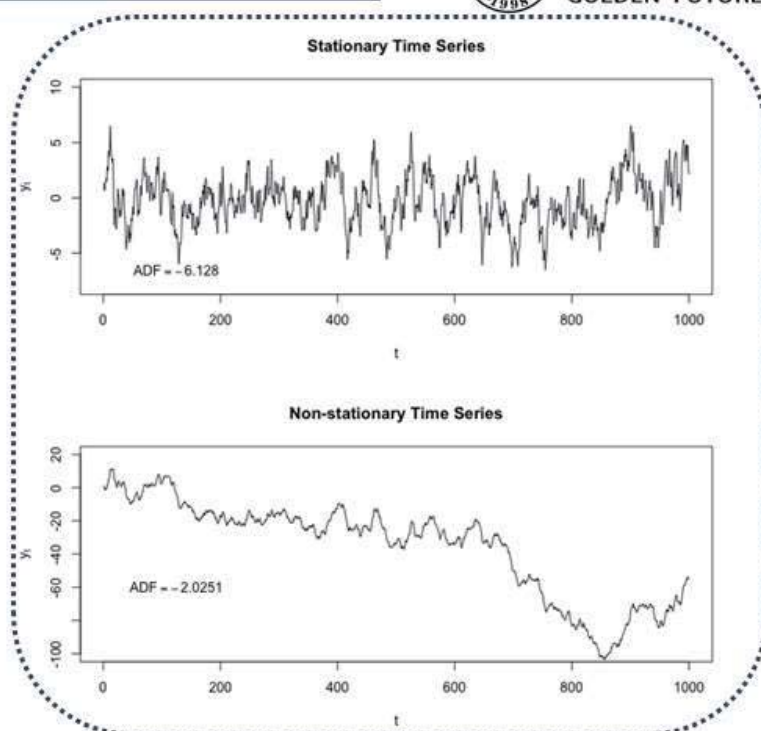 1998
GOLDEN FUTURE
Stationary Time Series
10
5
0
-5
yₜ
ADF = −6.128
0 200 400 600 800 1000
t
Non-stationary Time Series
20
0
-20
-40
-60
-100
yₜ
ADF = −2.0251
0 200 400 600 800 1000
t